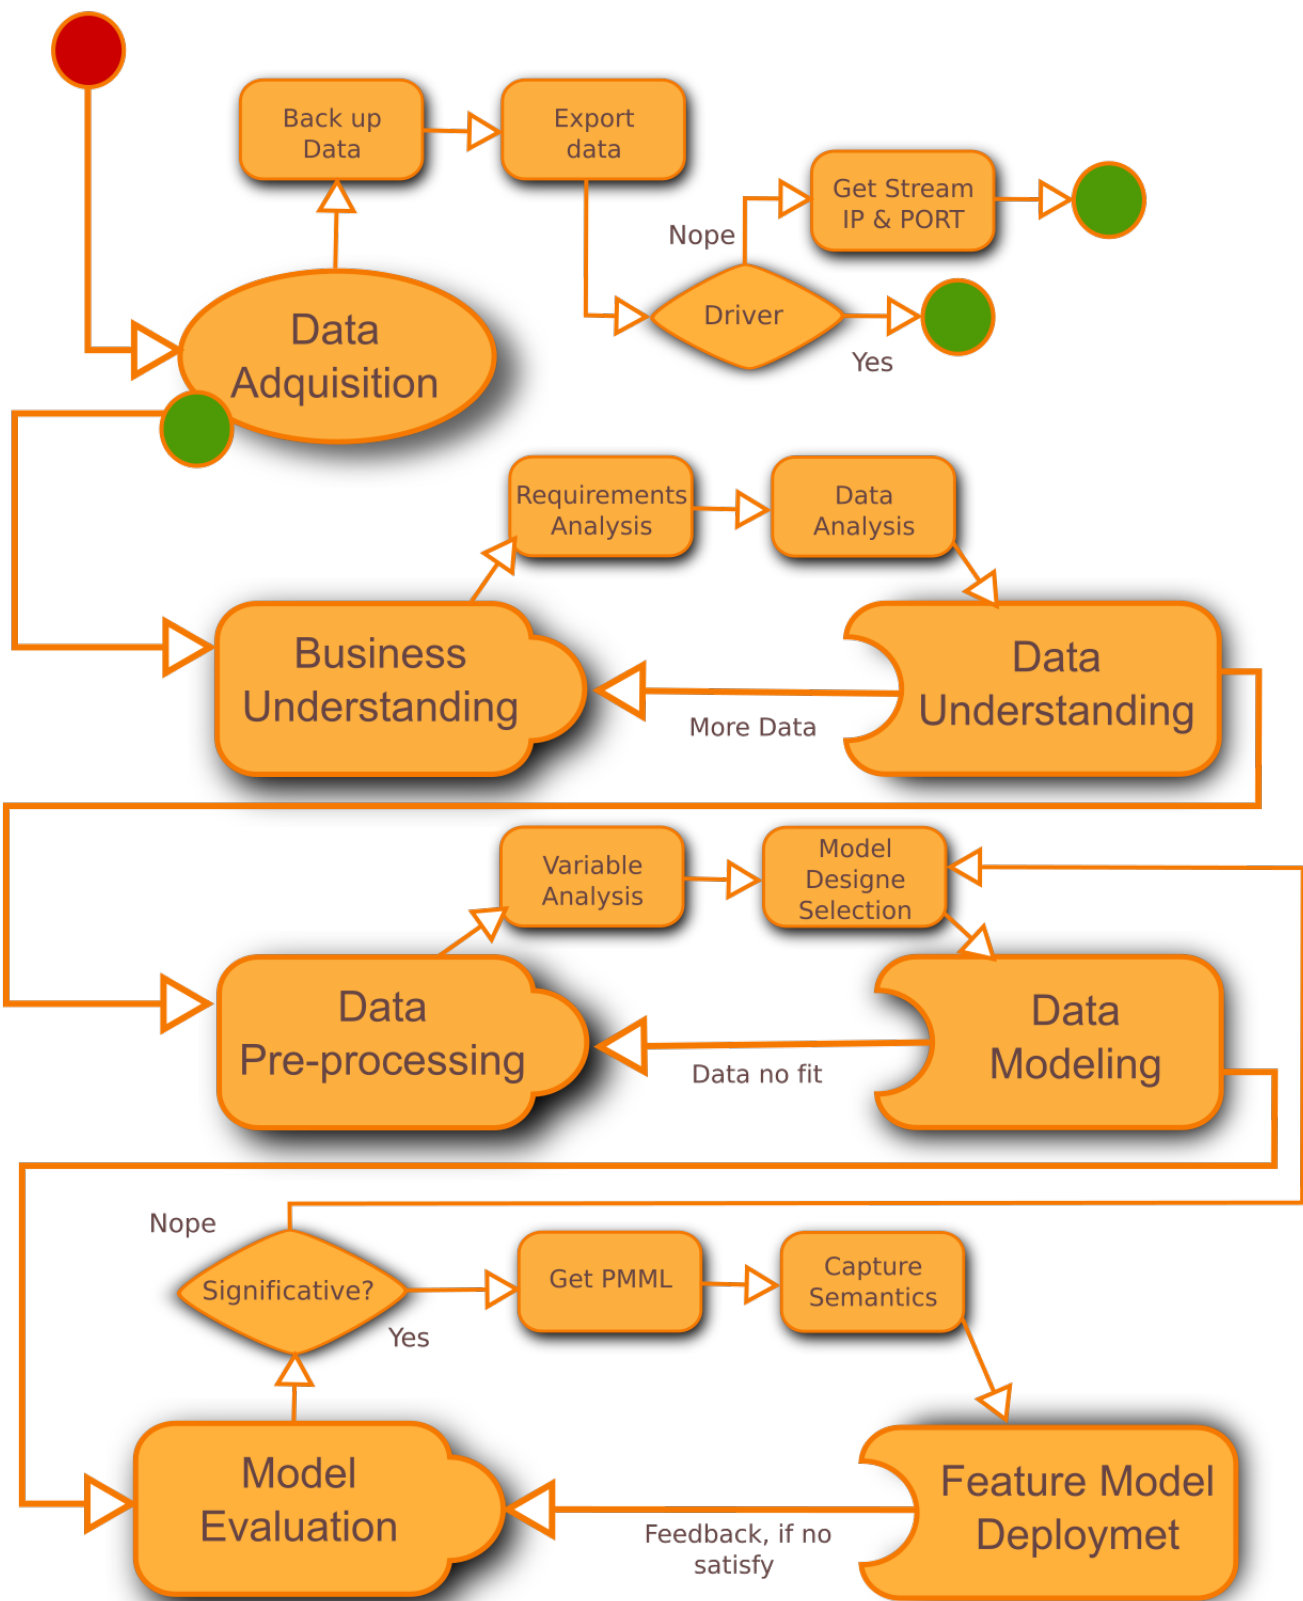 Back up
Data
Export
data
Get Stream
IP & PORT
Nope
Driver
Yes
Data
Adquisition
Requirements
Analysis
Data
Analysis
Business
Understanding
Data
Understanding
More Data
Variable
Analysis
Model
Designe
Selection
Data
Pre-processing
Data
Modeling
Data no fit
Nope
Significative?
Yes
Get PMML
Capture
Semantics
Model
Evaluation
Feature Model
Deploymet
Feedback, if no
satisfy